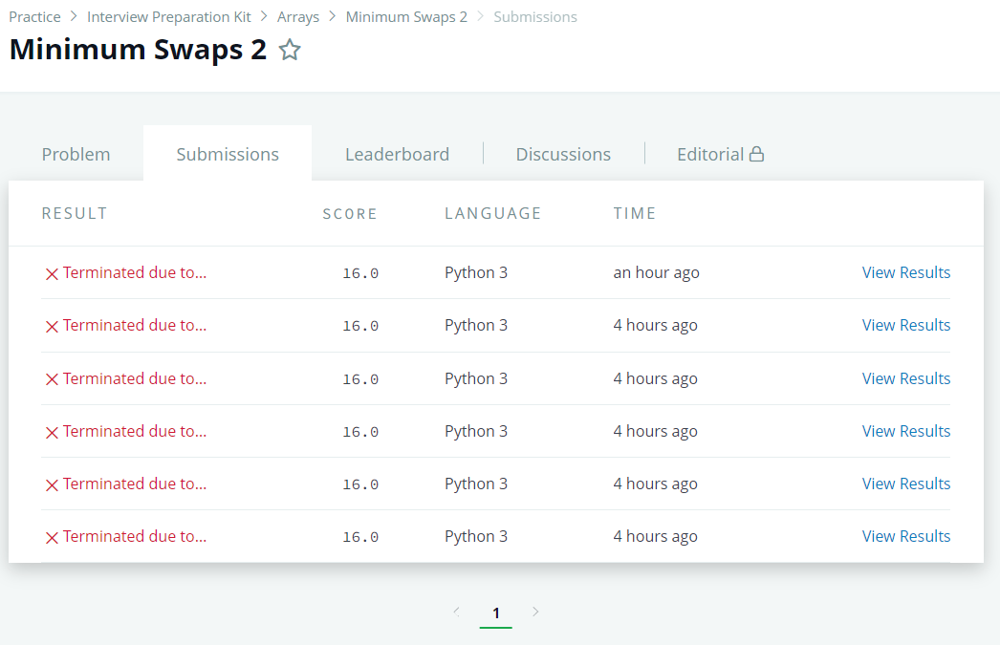 Practice > Interview Preparation Kit > Arrays > Minimum Swaps 2 > Submissions
Minimum Swaps 2
Problem Submissions Leaderboard Discussions Editorial
RESULT SCORE LANGUAGE TIME
Terminated due to... 16.0 Python 3 an hour ago View Results
Terminated due to... 16.0 Python 3 4 hours ago View Results
Terminated due to... 16.0 Python 3 4 hours ago View Results
Terminated due to... 16.0 Python 3 4 hours ago View Results
Terminated due to... 16.0 Python 3 4 hours ago View Results
Terminated due to... 16.0 Python 3 4 hours ago View Results
< 1 >